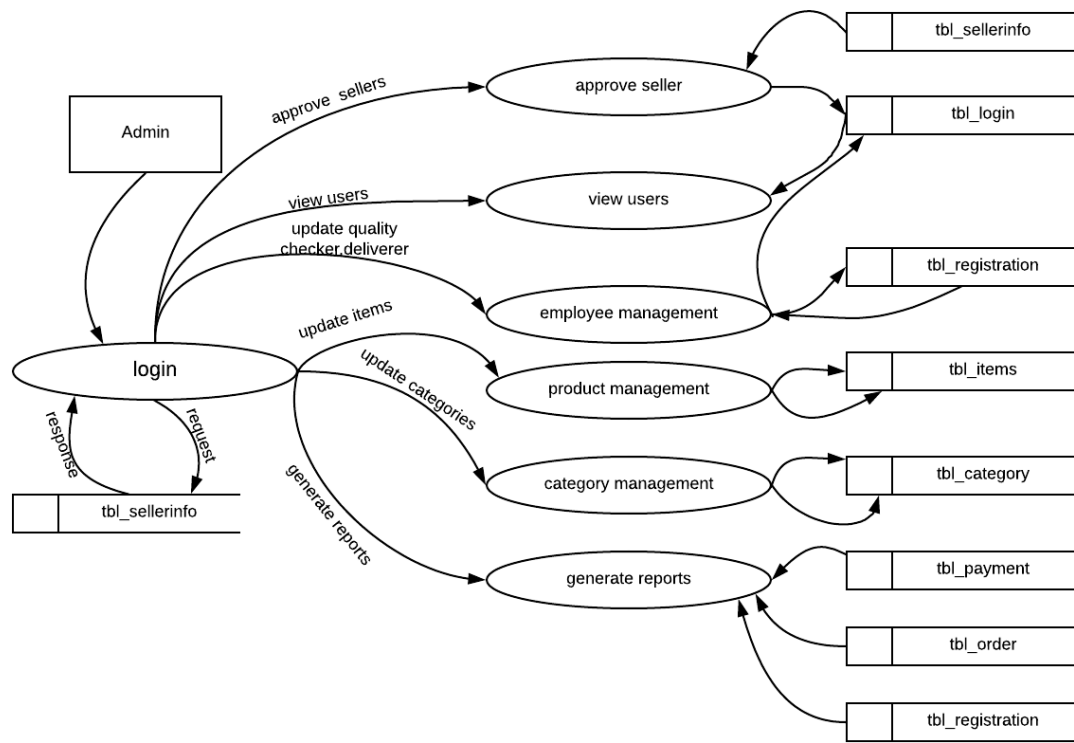 tbl_sellerinfo
approve sellers
approve seller
tbl_login
Admin
view users
view users
update quality
checker,deliverer
tbl_registration
employee management
update items
login
update categories
product management
tbl_items
response
request
tbl_sellerinfo
generate reports
category management
tbl_category
generate reports
tbl_payment
tbl_order
tbl_registration